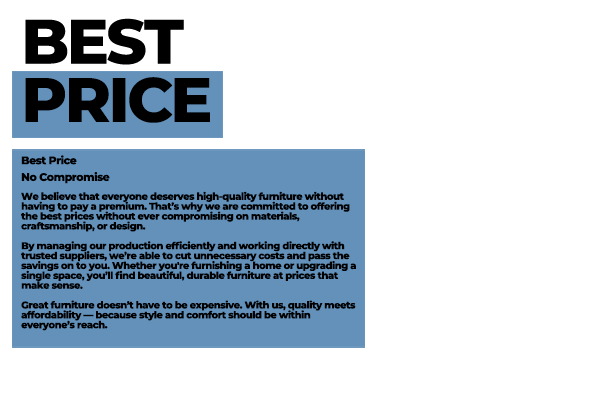 BEST
PRICE
Best Price
No Compromise
We believe that everyone deserves high-quality furniture without
having to pay a premium. That's why we are committed to offering
the best prices without ever compromising on materials,
craftsmanship, or design.
By managing our production efficiently and working directly with
trusted suppliers, we're able to cut unnecessary costs and pass the
savings on to you. Whether you're furnishing a home or upgrading a
single space, you'll find beautiful, durable furniture at prices that
make sense.
Great furniture doesn't have to be expensive. With us, quality meets
affordability — because style and comfort should be within
everyone's reach.